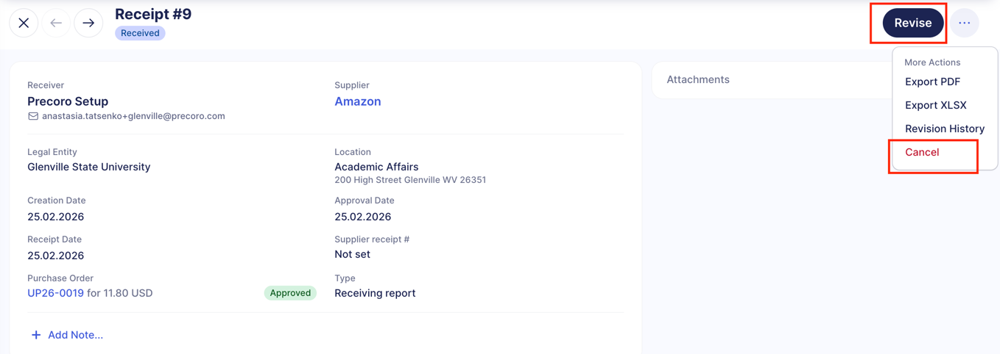 Receipt #9
Received
Revise
More Actions
Export PDF
Export XLSX
Revision History
Cancel
Receiver
Precoro Setup
anastasia.tatsenko+glenville@precoro.com
Supplier
Amazon
Attachments
Legal Entity
Glenville State University
Location
Academic Affairs
200 High Street Glenville WV 26351
Creation Date
25.02.2026
Approval Date
25.02.2026
Receipt Date
25.02.2026
Supplier receipt #
Not set
Purchase Order
UP26-0019 for 11.80 USD
Approved
Type
Receiving report
+ Add Note...